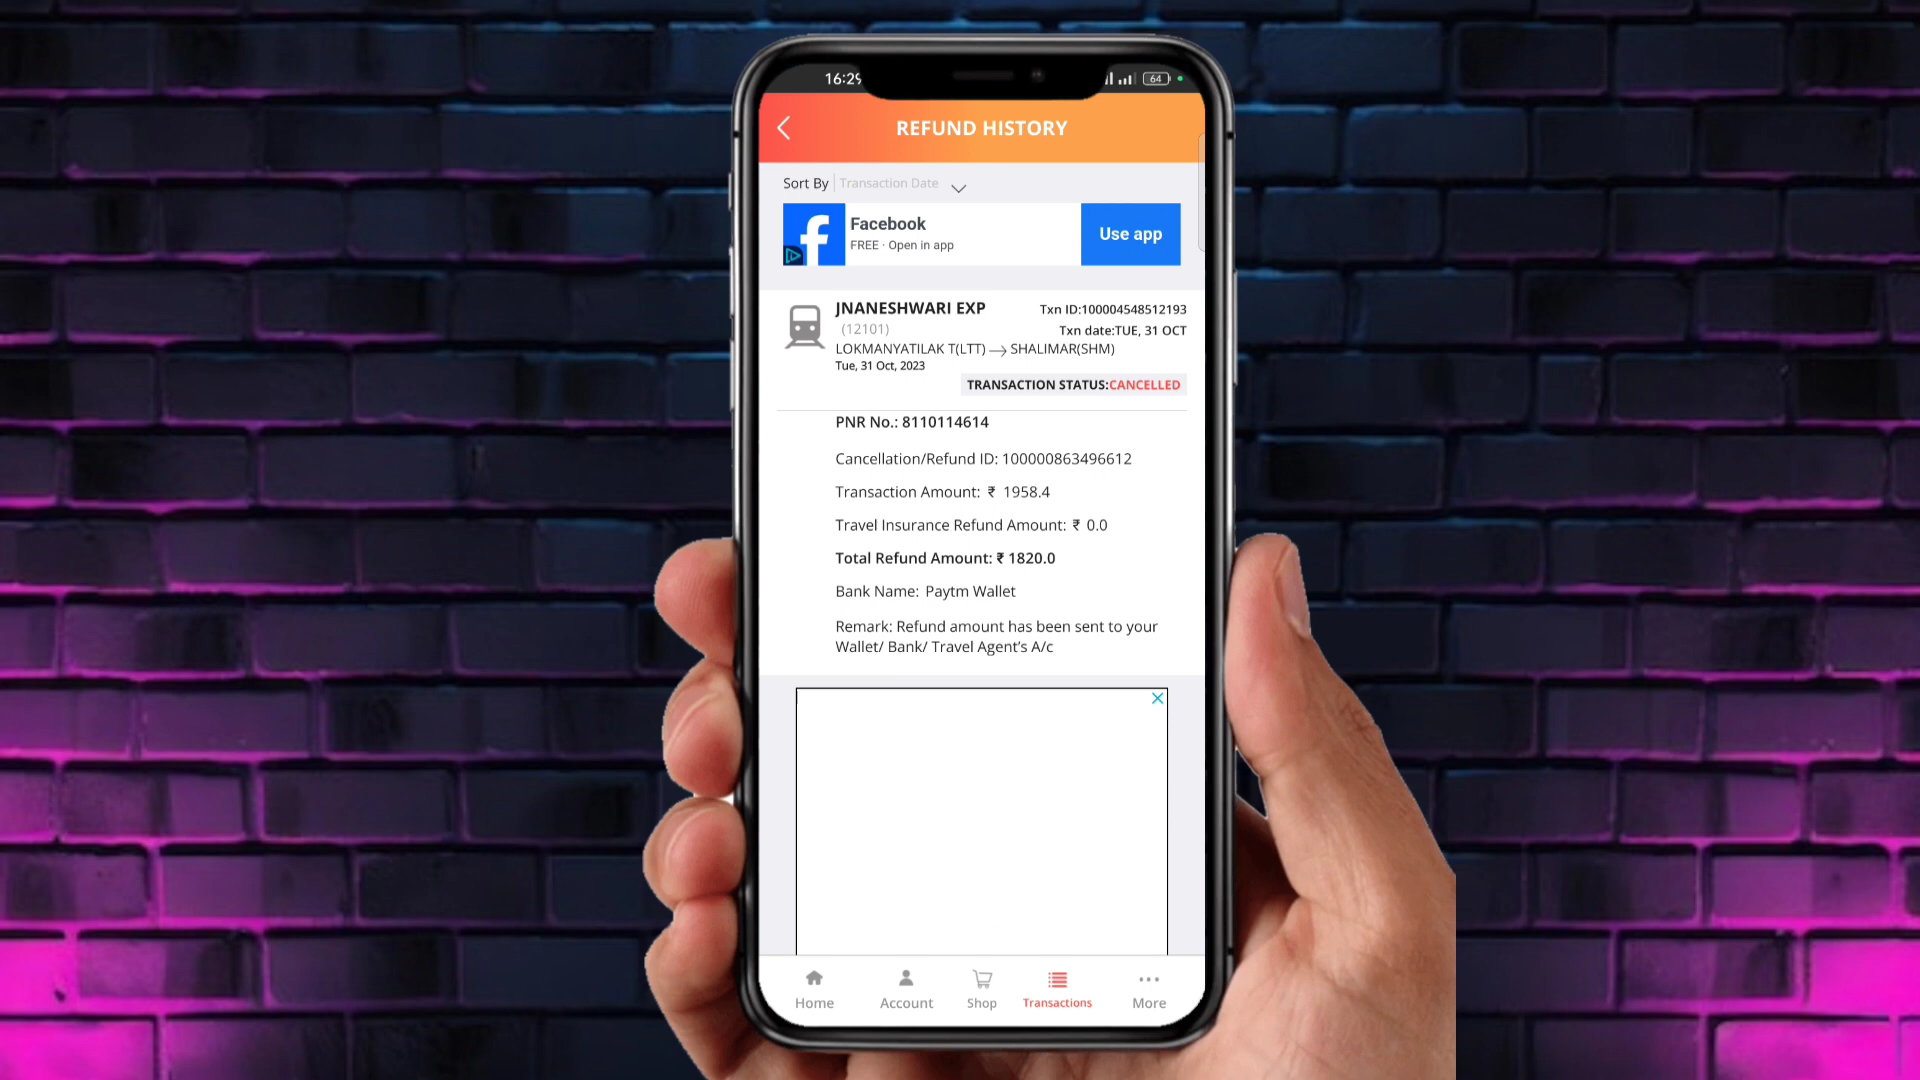 16:29
64
REFUND HISTORY
Sort By Transaction Date
Facebook
FREE · Open in app
Use app
JNANESHWARI EXP
Txn ID:100004548512193
(12101)
Txn date:TUE, 31 OCT
LOKMANYATILAK T(LTT) → SHALIMAR(SHM)
Tue, 31 Oct, 2023
TRANSACTION STATUS:CANCELLED
PNR No.: 8110114614
Cancellation/Refund ID: 100000863496612
Transaction Amount: ₹ 1958.4
Travel Insurance Refund Amount: ₹ 0.0
Total Refund Amount: ₹ 1820.0
Bank Name: Paytm Wallet
Remark: Refund amount has been sent to your
Wallet/ Bank/ Travel Agent's A/c
Home Account Shop Transactions More